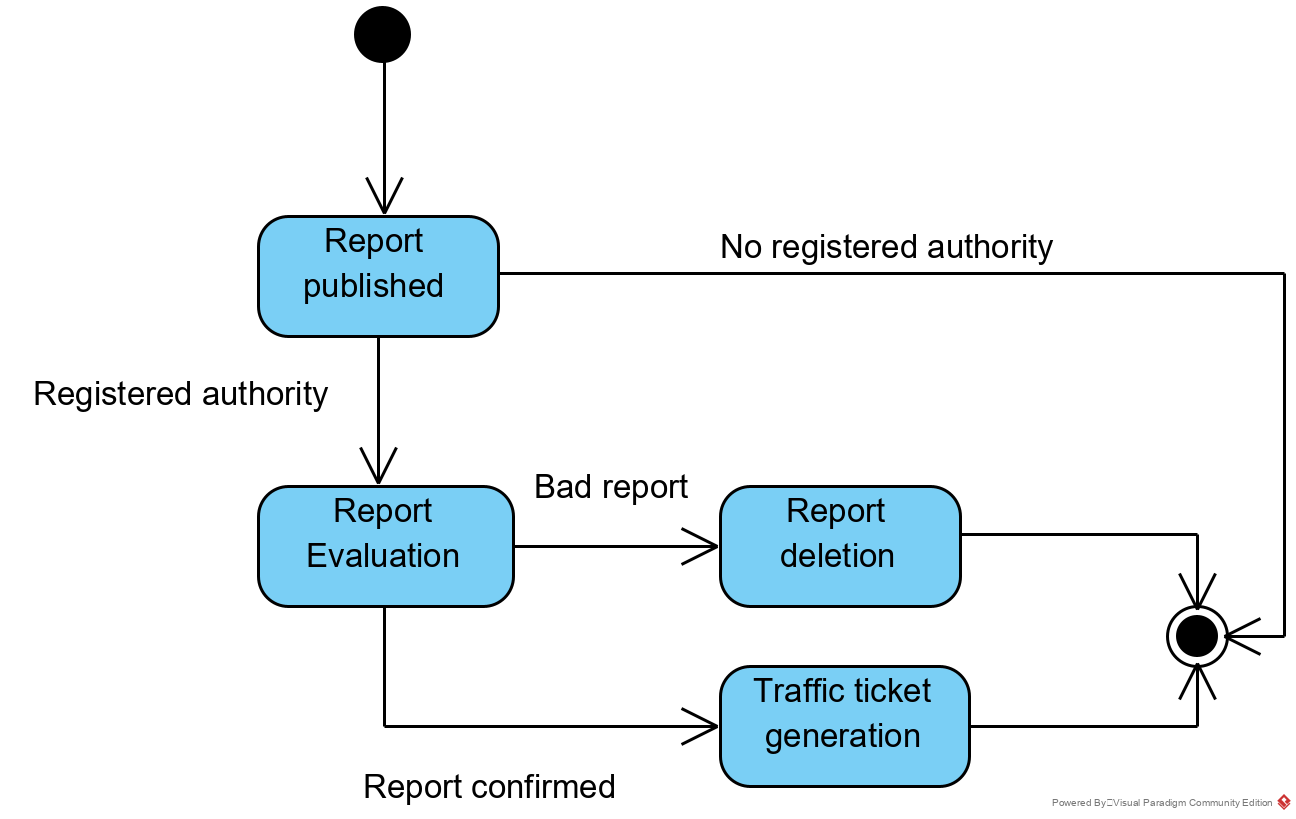 Report
published
No registered authority
Registered authority
Report
Evaluation
Bad report
Report
deletion
Traffic ticket
generation
Report confirmed
Powered By Visual Paradigm Community Edition